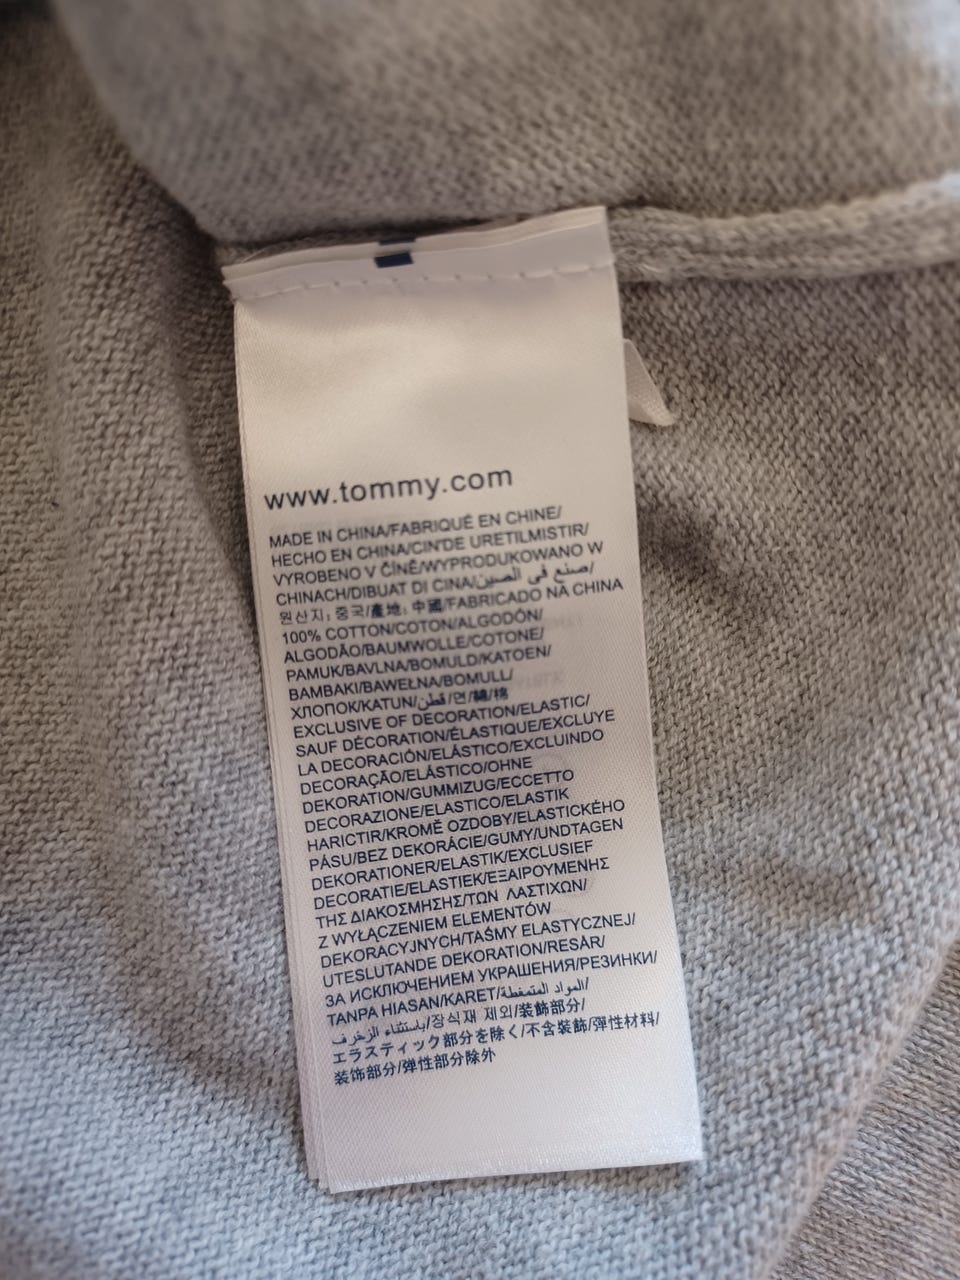 www.tommy.com
MADE IN CHINA/FABRIQUÉ EN CHINE/
HECHO EN CHINA/CIN'DE URETILMISTIR/
VYROBENO V ČÍNĚ/WYPRODUKOWANO W
CHINACH/DIBUAT DI CINA/صنع في الصين/
원산지: 중국/產地: 中國/FABRICADO NA CHINA
100% COTTON/COTON/ALGODÓN/
ALGODÃO/BAUMWOLLE/COTONE/
PAMUK/BAVLNA/BOMULD/KATOEN/
BAMBAKI/BAWEŁNA/BOMULL/
ХЛОПОК/KATUN/قطن/면/綿/棉
EXCLUSIVE OF DECORATION/ELASTIC/
SAUF DÉCORATION/ÉLASTIQUE/EXCLUYE
LA DECORACIÓN/ELÁSTICO/EXCLUINDO
DECORAÇÃO/ELÁSTICO/OHNE
DEKORATION/GUMMIZUG/ECCETTO
DECORAZIONE/ELASTICO/ELASTIK
HARICTIR/KROMĚ OZDOBY/ELASTICKÉHO
PÁSU/BEZ DEKORÁCIE/GUMY/UNDTAGEN
DEKORATIONER/ELASTIK/EXCLUSIEF
DECORATIE/ELASTIEK/ΕΞΑΙΡΟΥΜΕΝΗΣ
ΤΗΣ ΔΙΑΚΟΣΜΗΣΗΣ/ΤΩΝ ΛΑΣΤΙΧΩΝ/
Z WYŁĄCZENIEM ELEMENTÓW
DEKORACYJNYCH/TAŚMY ELASTYCZNEJ/
UTESLUTANDE DEKORATION/RESÅR/
ЗА ИСКЛЮЧЕНИЕМ УКРАШЕНИЯ/РЕЗИНКИ/
TANPA HIASAN/KARET/المواد المتمغطة/
باستثناء الزخرف/장식재 제외/装飾部分/
エラスティック部分を除く/不含裝飾/彈性材料/
装饰部分/弹性部分除外